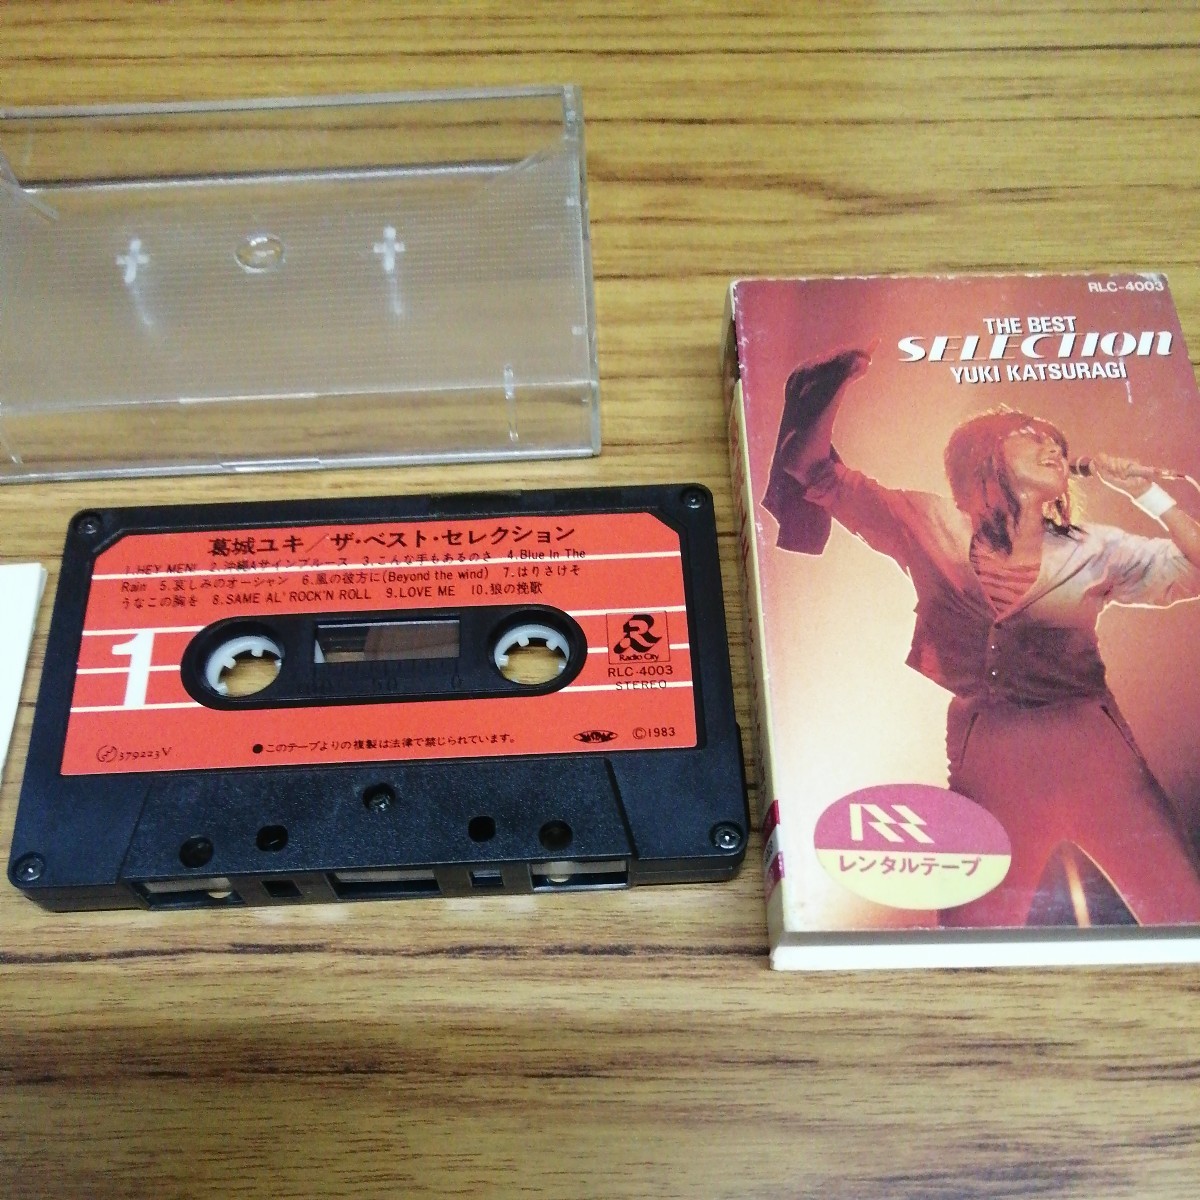 葛城ユキ／ザ・ベスト・セレクション
1.HEY MEN! 2.沖縄Aサインブルース 3.こんな手もあるのさ 4.Blue In The
Rain 5.哀しみのオーシャン 6.風の彼方に(Beyond the wind) 7.はりさけそ
うなこの胸を 8.SAME AL' ROCK'N ROLL 9.LOVE ME 10.狼の挽歌
1
100 50 0
R
Radio City
RLC-4003
STEREO
379223V
●このテープよりの複製は法律で禁じられています。
©1983
RLC-4003
THE BEST
SELECTION
YUKI KATSURAGI
レンタルテープ